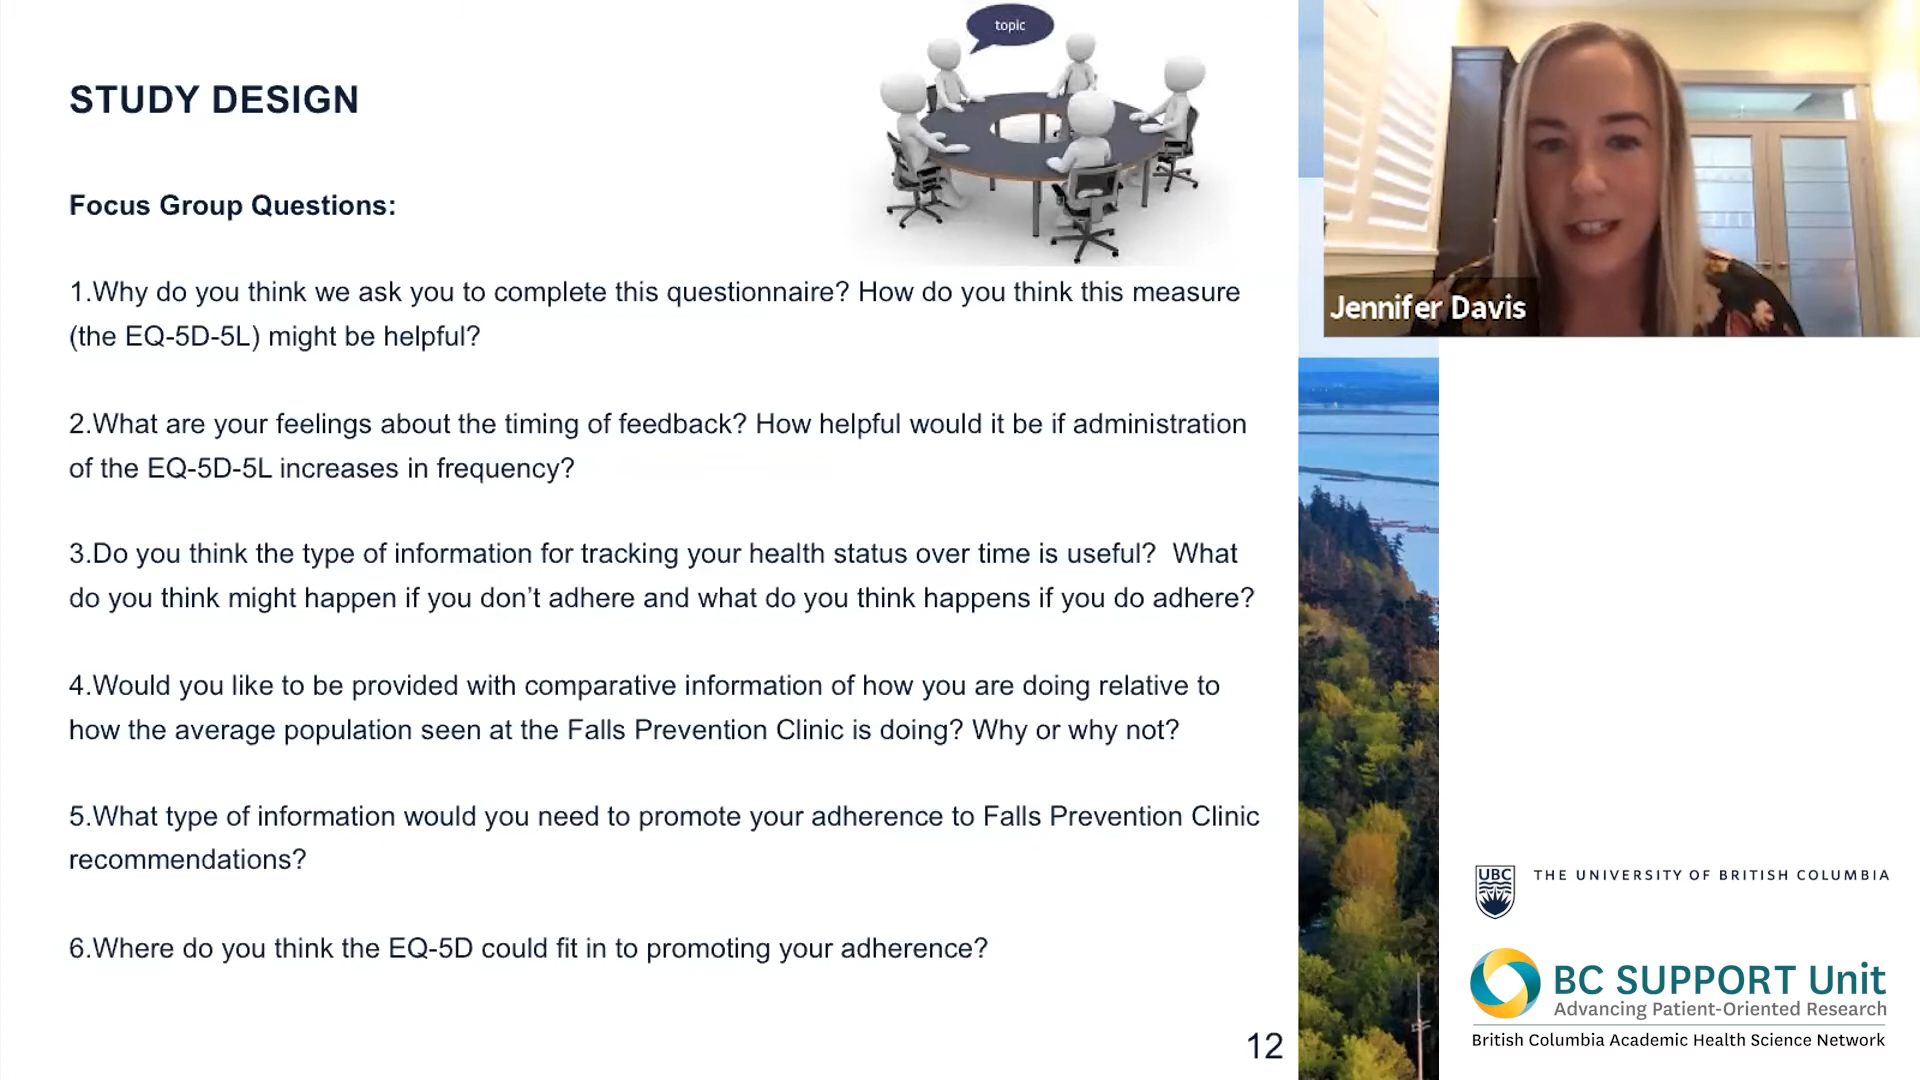 topic
STUDY DESIGN
Focus Group Questions:
1.Why do you think we ask you to complete this questionnaire? How do you think this measure
(the EQ-5D-5L) might be helpful?
2.What are your feelings about the timing of feedback? How helpful would it be if administration
of the EQ-5D-5L increases in frequency?
3.Do you think the type of information for tracking your health status over time is useful?  What
do you think might happen if you don’t adhere and what do you think happens if you do adhere?
4.Would you like to be provided with comparative information of how you are doing relative to
how the average population seen at the Falls Prevention Clinic is doing? Why or why not?
5.What type of information would you need to promote your adherence to Falls Prevention Clinic
recommendations?
6.Where do you think the EQ-5D could fit in to promoting your adherence?
12
Jennifer Davis
UBC
THE UNIVERSITY OF BRITISH COLUMBIA
BC SUPPORT Unit
Advancing Patient-Oriented Research
British Columbia Academic Health Science Network